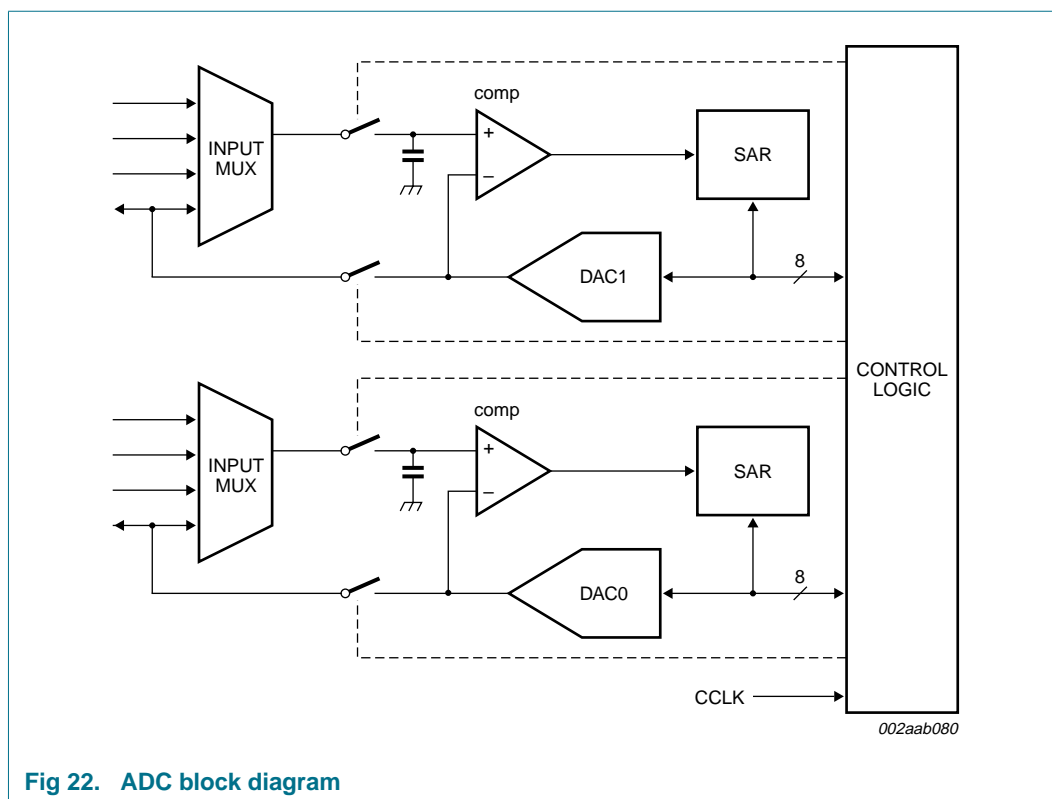 comp
INPUT
MUX
+
−
SAR
DAC1
8
CONTROL
LOGIC
comp
INPUT
MUX
+
−
SAR
DAC0
8
CCLK
002aab080
Fig 22. ADC block diagram